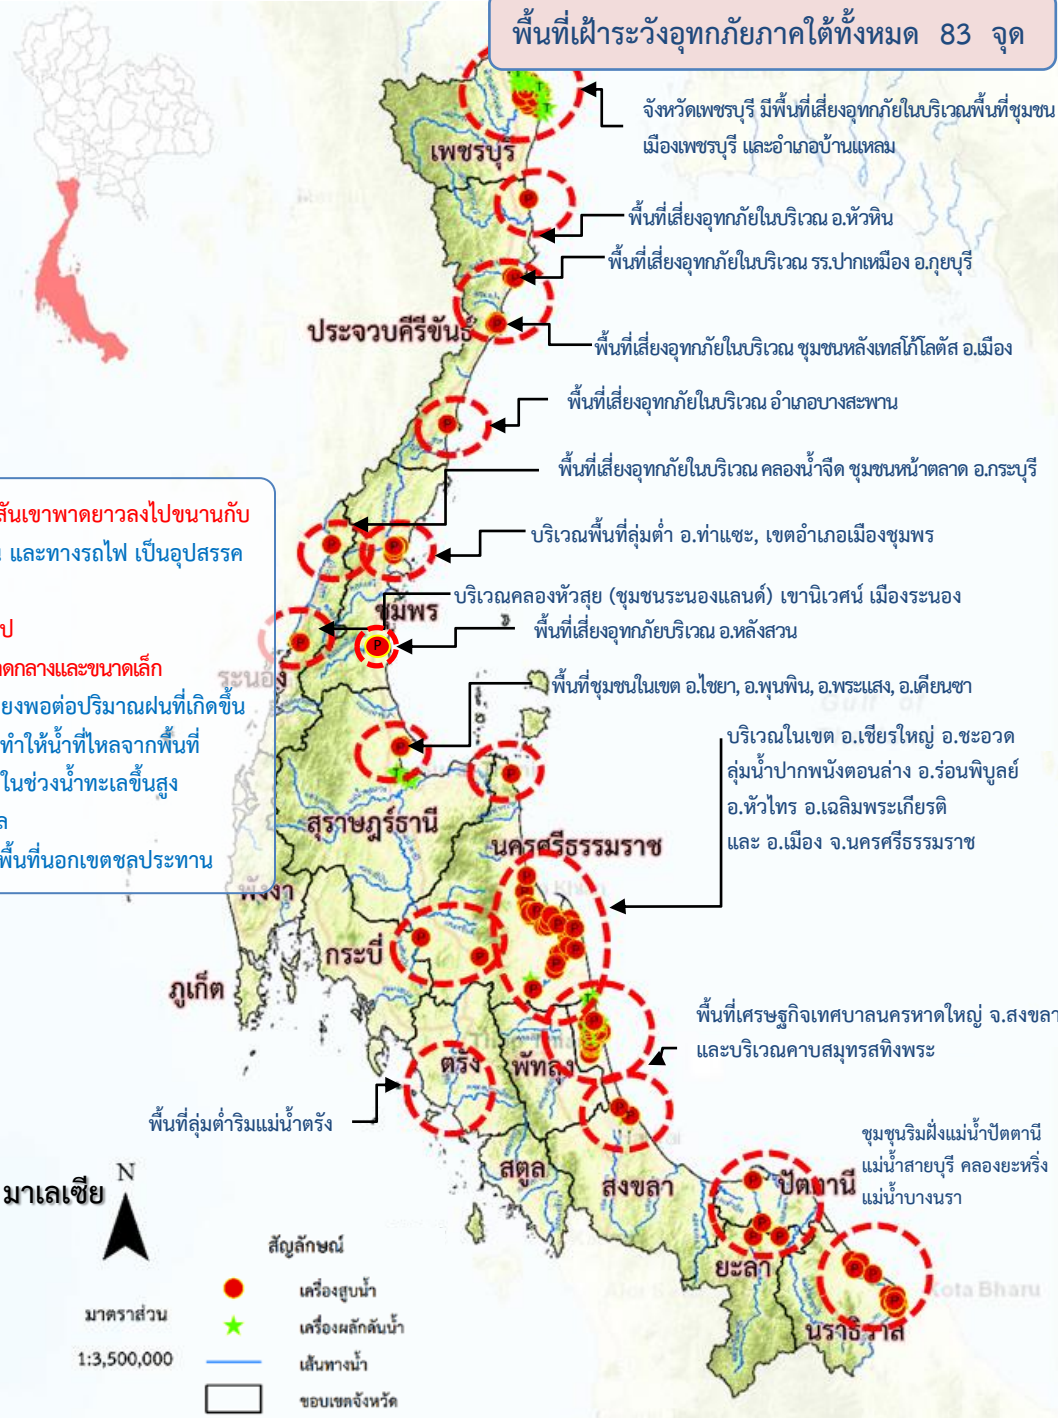 พื้นที่เฝ้าระวังอุทกภัยภาคใต้ทั้งหมด 83 จุด
จังหวัดเพชรบุรี มีพื้นที่เสี่ยงอุทกภัยในบริเวณพื้นที่ชุมชน
เมืองเพชรบุรี และอำเภอบ้านแหลม
เพชรบุรี
พื้นที่เสี่ยงอุทกภัยในบริเวณ อ.หัวหิน
พื้นที่เสี่ยงอุทกภัยในบริเวณ รร.ปากเหมือง อ.กุยบุรี
ประจวบคีรีขันธ์
พื้นที่เสี่ยงอุทกภัยในบริเวณ ชุมชนหลังเทสโก้โลตัส อ.เมือง
พื้นที่เสี่ยงอุทกภัยในบริเวณ อำเภอบางสะพาน
พื้นที่เสี่ยงอุทกภัยในบริเวณ คลองน้ำจืด ชุมชนหน้าตลาด อ.กระบุรี
สันเขาพาดยาวลงไปขนานกับ
และทางรถไฟ เป็นอุปสรรค
ดกลางและขนาดเล็ก
ยงพอต่อปริมาณฝนที่เกิดขึ้น
ทำให้น้ำที่ไหลจากพื้นที่
ในช่วงน้ำทะเลขึ้นสูง
ล
พื้นที่นอกเขตชลประทาน
บริเวณพื้นที่ลุ่มต่ำ อ.ท่าแซะ, เขตอำเภอเมืองชุมพร
บริเวณคลองหัวสุย (ชุมชนระนองแลนด์) เขานิเวศน์ เมืองระนอง
ชุมพร
พื้นที่เสี่ยงอุทกภัยบริเวณ อ.หลังสวน
ระนอง
พื้นที่ชุมชนในเขต อ.ไชยา, อ.พุนพิน, อ.พระแสง, อ.เคียนซา
Gulf of
บริเวณในเขต อ.เชียรใหญ่ อ.ชะอวด
ลุ่มน้ำปากพนังตอนล่าง อ.ร่อนพิบูลย์
อ.หัวไทร อ.เฉลิมพระเกียรติ
และ อ.เมือง จ.นครศรีธรรมราช
สุราษฎร์ธานี
นครศรีธรรมราช
พังงา
กระบี่
ภูเก็ต
พื้นที่เศรษฐกิจเทศบาลนครหาดใหญ่ จ.สงขลา
และบริเวณคาบสมุทรสทิงพระ
ตรัง
พัทลุง
พื้นที่ลุ่มต่ำริมแม่น้ำตรัง
ชุมชุนริมฝั่งแม่น้ำปัตตานี
แม่น้ำสายบุรี คลองยะหริ่ง
แม่น้ำบางนรา
สตูล
สงขลา
ปัตตานี
ยะลา
นราธิวาส
Kota Bharu
มาเลเซีย
N
มาตราส่วน
1:3,500,000
สัญลักษณ์
เครื่องสูบน้ำ
เครื่องผลักดันน้ำ
เส้นทางน้ำ
ขอบเขตจังหวัด